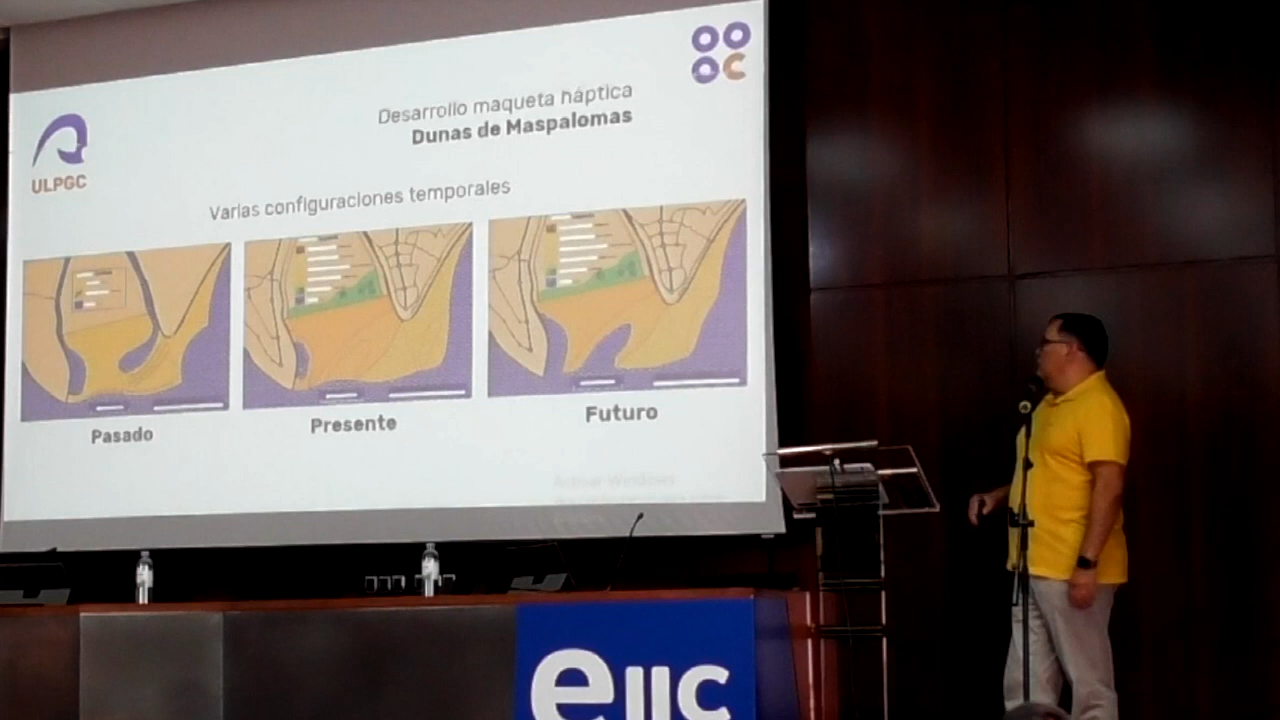 Desarrollo maqueta háptica
Dunas de Maspalomas
ULPGC
Varias configuraciones temporales
Pasado
Presente
Futuro
Activar Windows
eiic